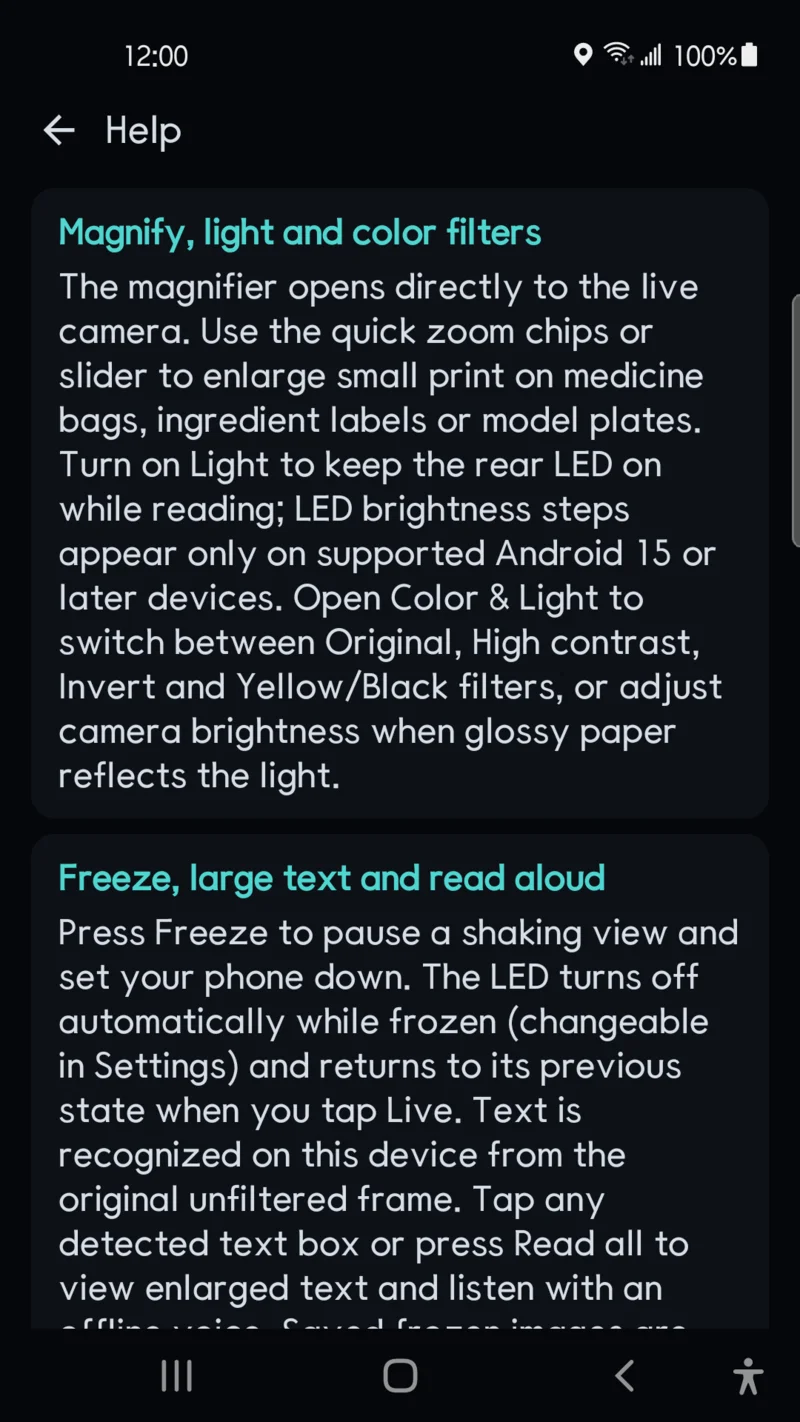 12:00
100%
Help
Magnify, light and color filters
The magnifier opens directly to the live
camera. Use the quick zoom chips or
slider to enlarge small print on medicine
bags, ingredient labels or model plates.
Turn on Light to keep the rear LED on
while reading; LED brightness steps
appear only on supported Android 15 or
later devices. Open Color & Light to
switch between Original, High contrast,
Invert and Yellow/Black filters, or adjust
camera brightness when glossy paper
reflects the light.
Freeze, large text and read aloud
Press Freeze to pause a shaking view and
set your phone down. The LED turns off
automatically while frozen (changeable
in Settings) and returns to its previous
state when you tap Live. Text is
recognized on this device from the
original unfiltered frame. Tap any
detected text box or press Read all to
view enlarged text and listen with an
offline voice. Saved frozen images are